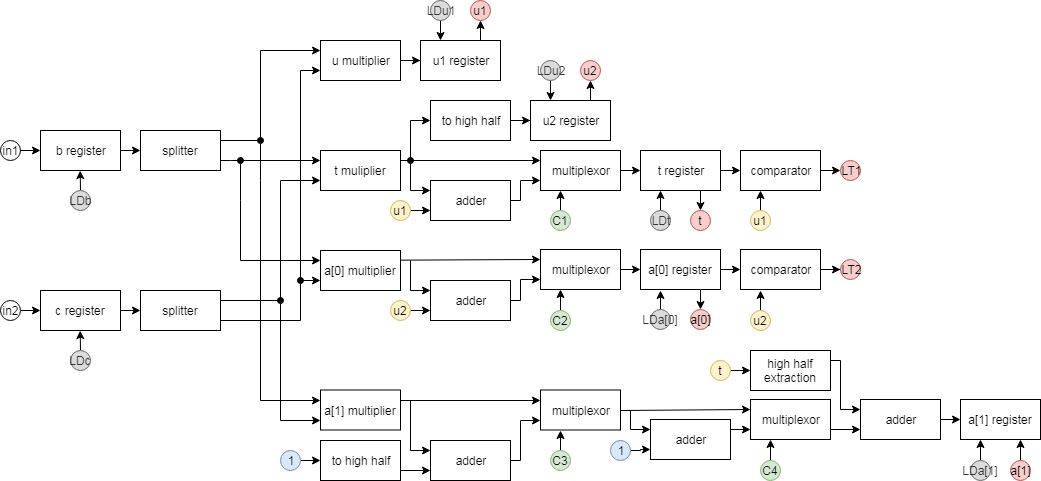 LDu1
u1
u multiplier
u1 register
LDu2
u2
to high half
u2 register
in1
b register
splitter
LDb
t muliplier
multiplexor
t register
comparator
LT1
u1
adder
C1
LDt
t
u1
a[0] multiplier
multiplexor
a[0] register
comparator
LT2
u2
adder
C2
LDa[0]
a[0]
u2
in2
c register
splitter
LDc
t
high half
extraction
a[1] multiplier
multiplexor
multiplexor
adder
a[1] register
1
to high half
adder
C3
1
adder
C4
LDa[1]
a[1]